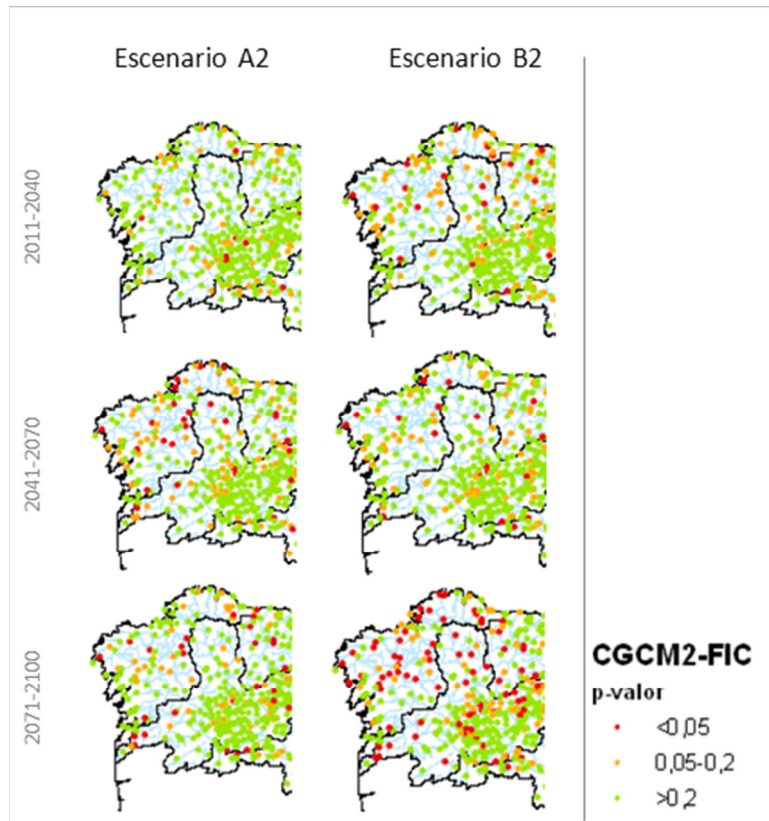 Escenario A2
Escenario B2
2011-2040
2041-2070
2071-2100
CGCM2-FIC
p-valor
<0,05
0,05-0,2
>0,2